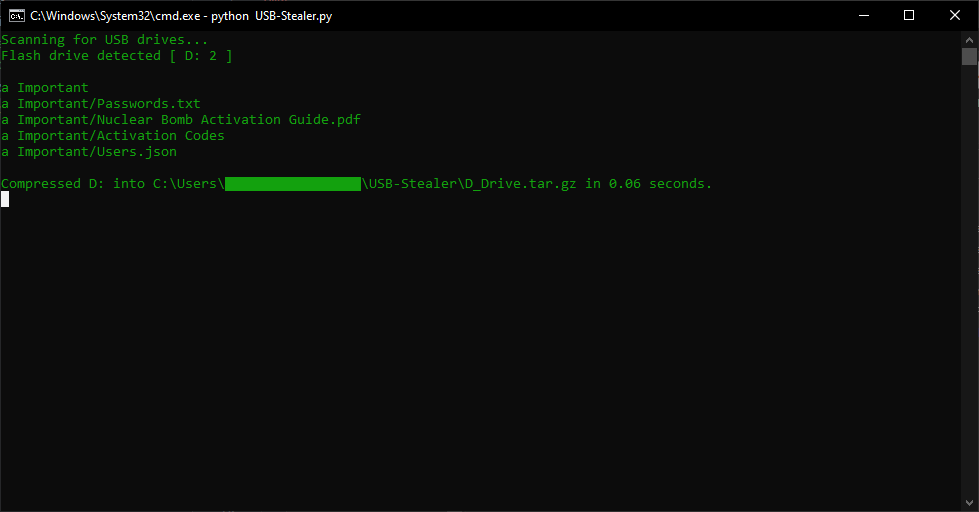 C:\Windows\System32\cmd.exe - python  USB-Stealer.py
Scanning for USB drives...
Flash drive detected [ D: 2 ]
a Important
a Important/Passwords.txt
a Important/Nuclear Bomb Activation Guide.pdf
a Important/Activation Codes
a Important/Users.json
Compressed D: into C:\Users\ \USB-Stealer\D_Drive.tar.gz in 0.06 seconds.